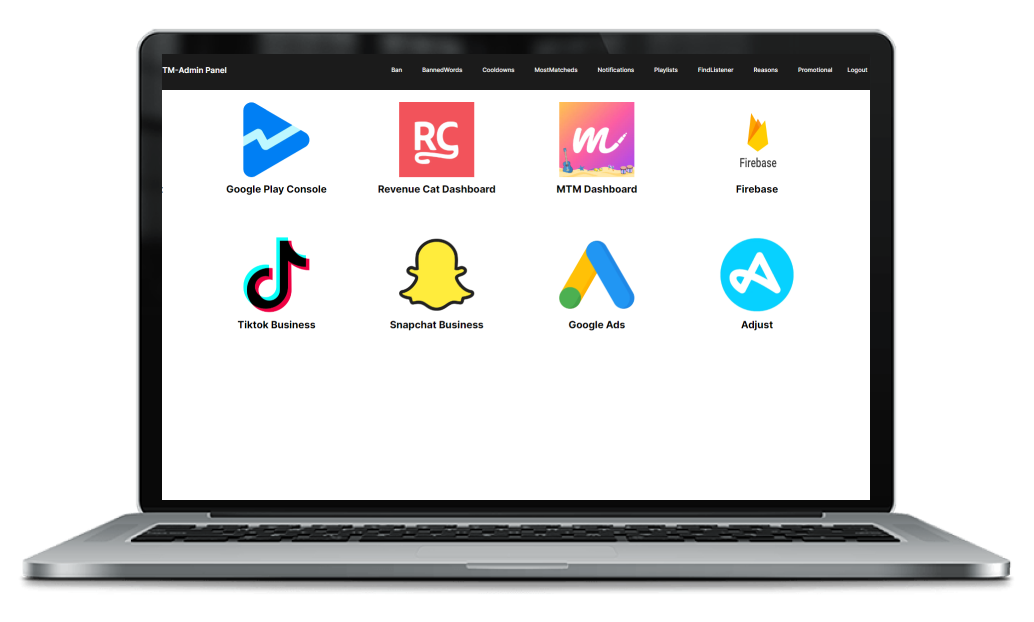 TM-Admin Panel Ban BannedWords Cooldowns MostMatcheds Notifications Playlists FindListener Reasons Promotional Logout
RC m Firebase
Google Play Console Revenue Cat Dashboard MTM Dashboard Firebase
Tiktok Business Snapchat Business Google Ads Adjust